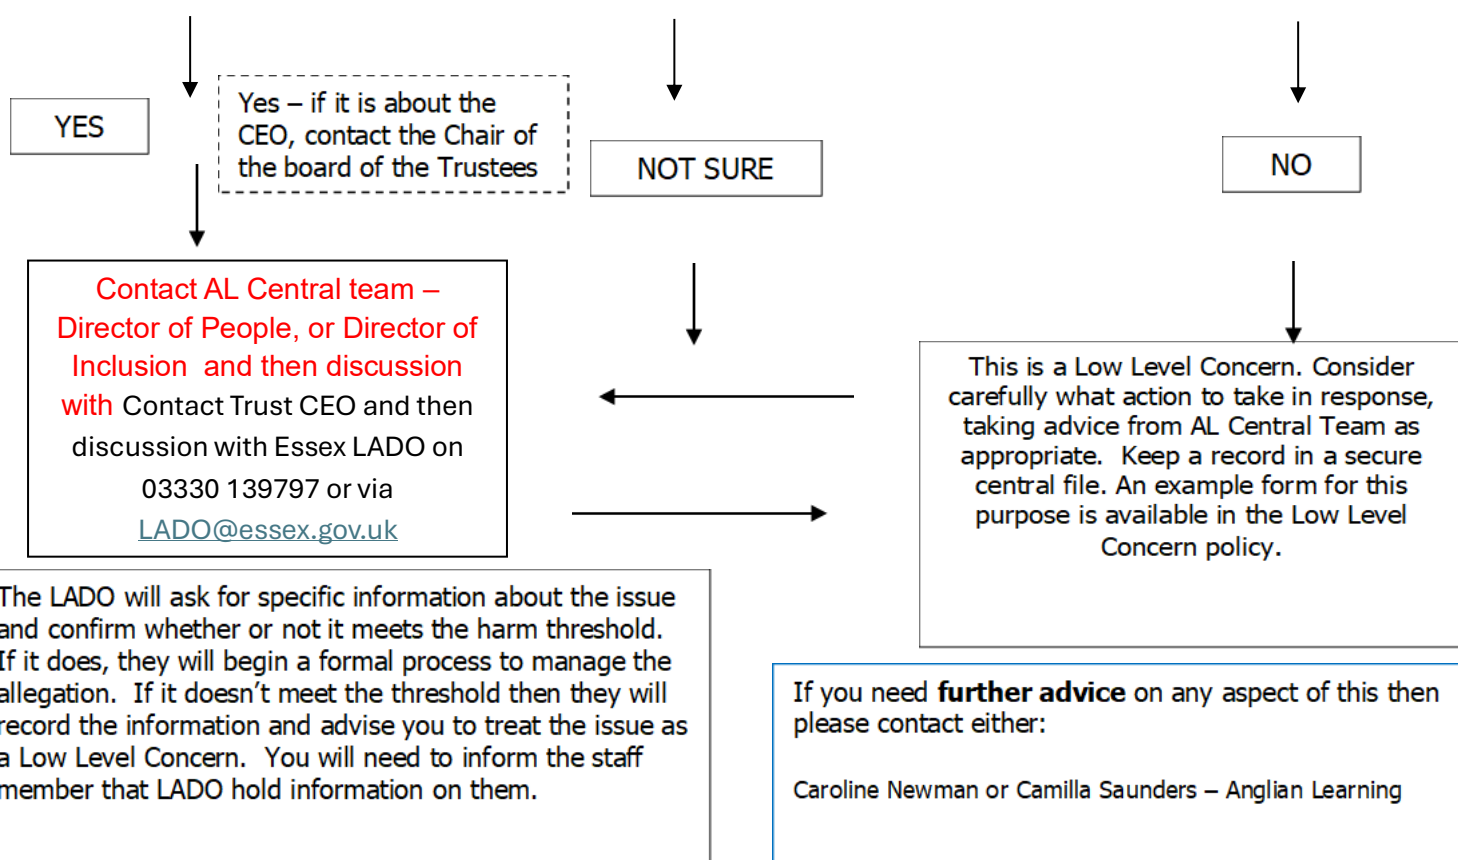 YES
Yes – if it is about the
CEO, contact the Chair of
the board of the Trustees
NOT SURE
NO
Contact AL Central team –
Director of People, or Director of
Inclusion  and then discussion
with Contact Trust CEO and then
discussion with Essex LADO on
03330 139797 or via
LADO@essex.gov.uk
This is a Low Level Concern. Consider
carefully what action to take in response,
taking advice from AL Central Team as
appropriate.  Keep a record in a secure
central file. An example form for this
purpose is available in the Low Level
Concern policy.
The LADO will ask for specific information about the issue
and confirm whether or not it meets the harm threshold.
If it does, they will begin a formal process to manage the
allegation.  If it doesn’t meet the threshold then they will
record the information and advise you to treat the issue as
a Low Level Concern.  You will need to inform the staff
member that LADO hold information on them.
If you need further advice on any aspect of this then
please contact either:
Caroline Newman or Camilla Saunders – Anglian Learning